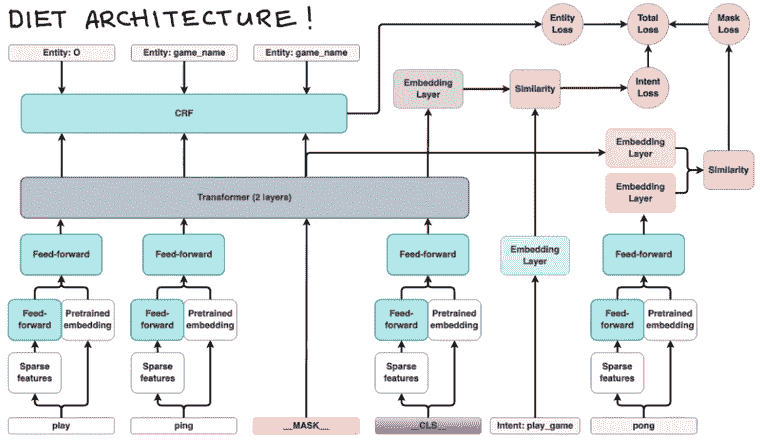 DIET ARCHITECTURE!
Entity: O
Entity: game_name
Entity: game_name
Entity
Loss
Total
Loss
Mask
Loss
CRF
Embedding
Layer
Similarity
Intent
Loss
Embedding
Layer
Embedding
Layer
Similarity
Transformer (2 layers)
Feed-forward
Feed-forward
Feed-forward
Embedding
Layer
Feed-forward
Feed-
forward
Pretrained
embedding
Feed-
forward
Pretrained
embedding
Feed-
forward
Pretrained
embedding
Feed-
forward
Pretrained
embedding
Sparse
features
Sparse
features
Sparse
features
Sparse
features
play
ping
__MASK__
__CLS__
Intent: play_game
pong